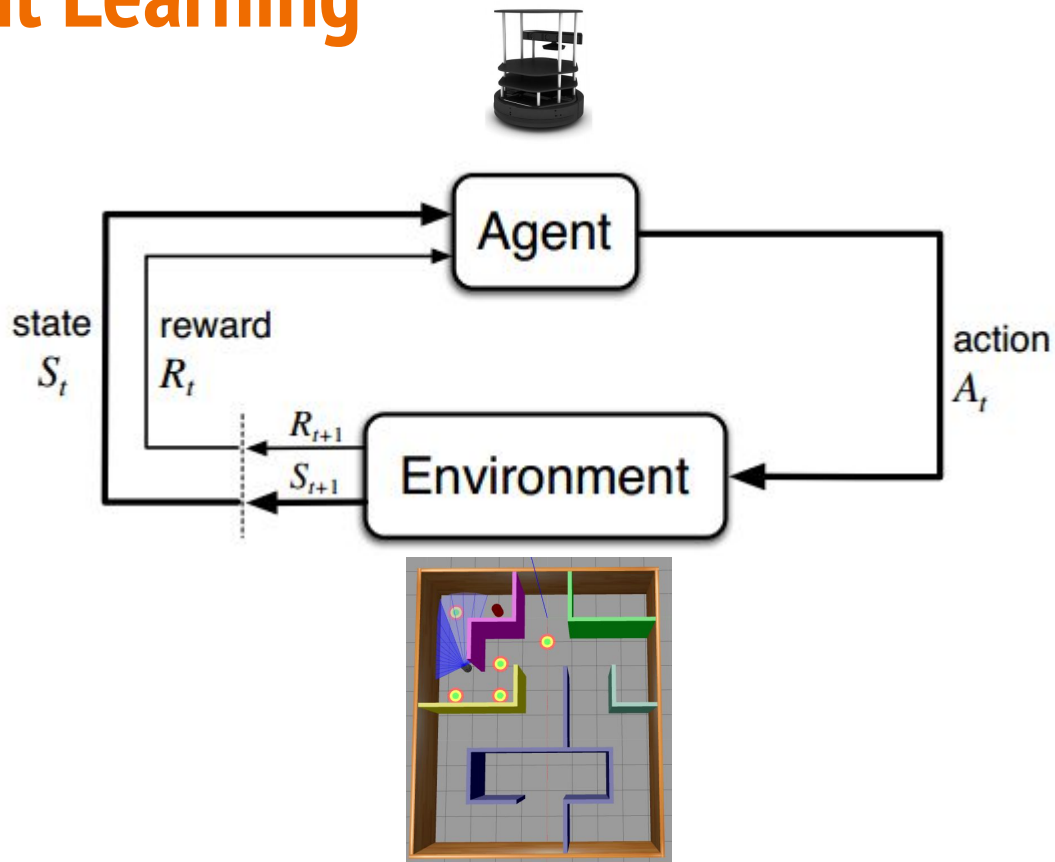 Learning
Agent
state
S_t
reward
R_t
action
A_t
R_{t+1}
S_{t+1}
Environment